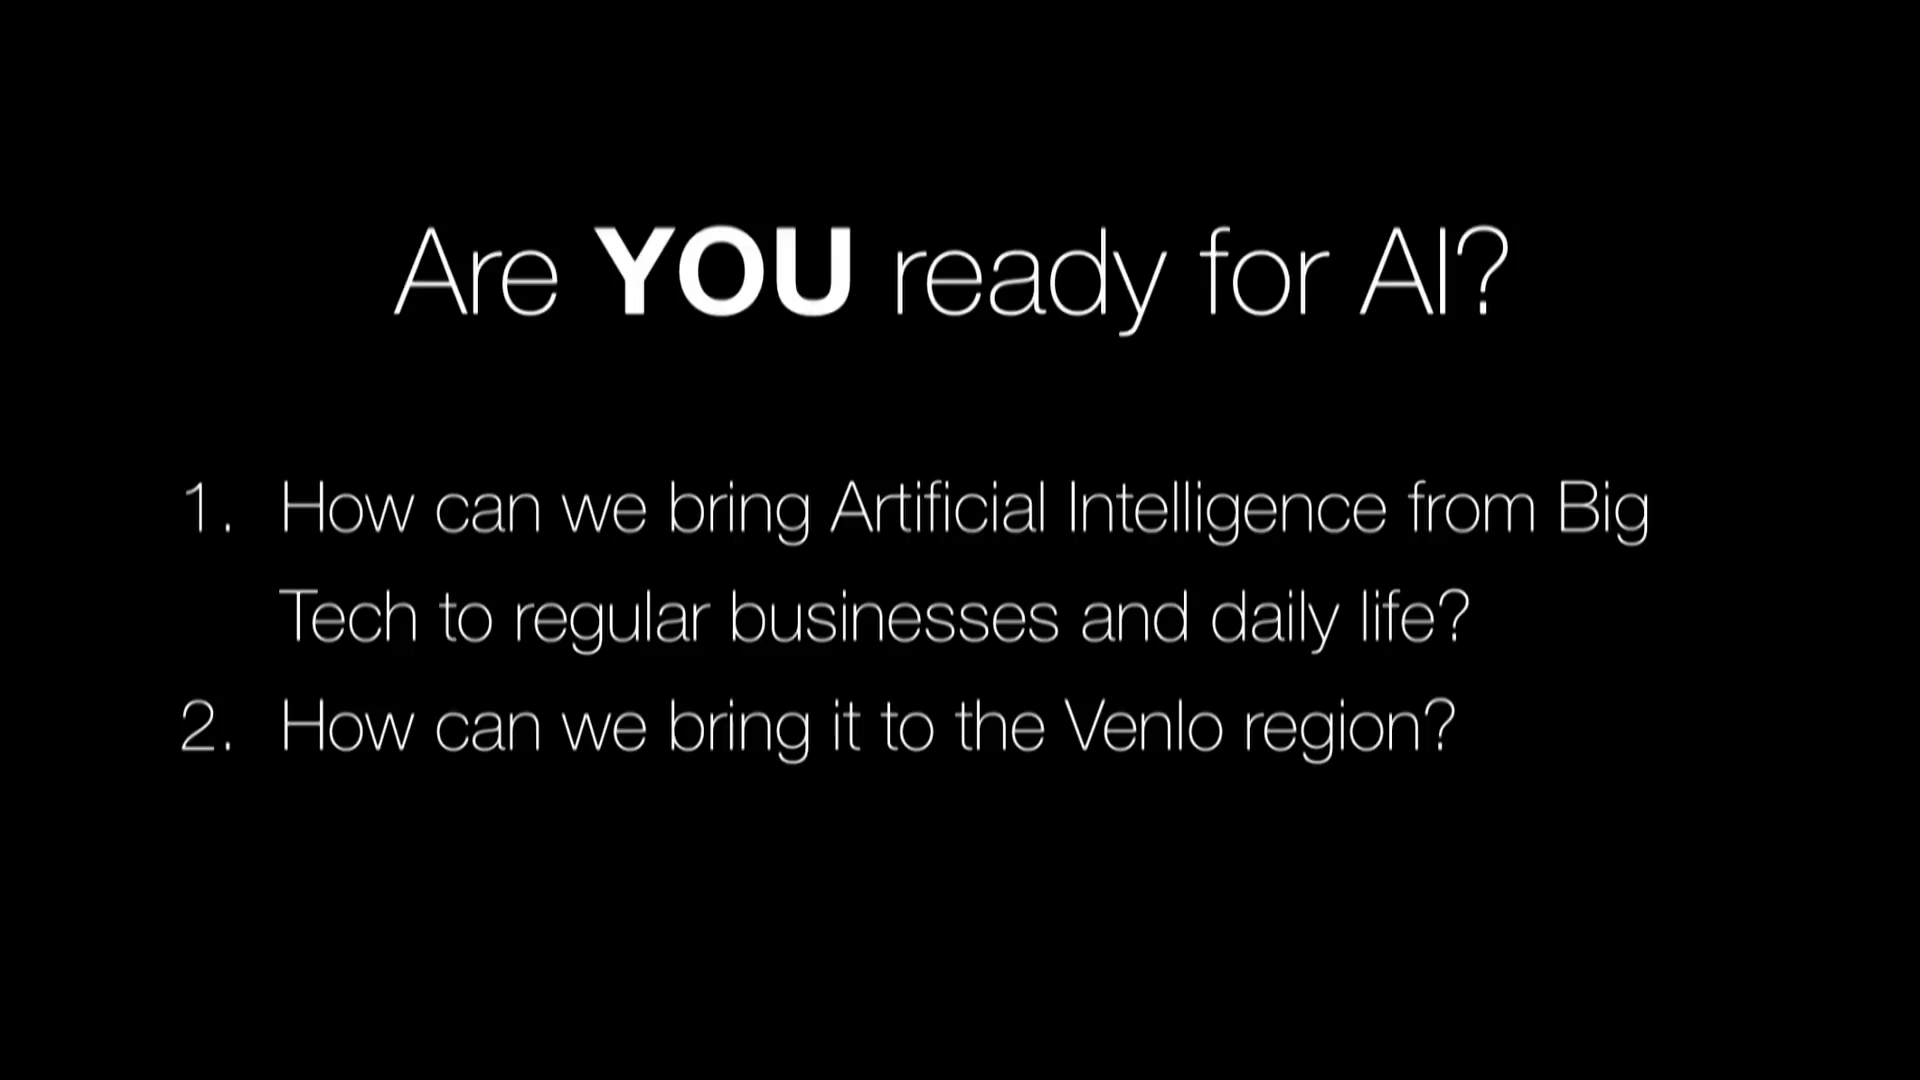 Are YOU ready for AI?
1. How can we bring Artificial Intelligence from Big
Tech to regular businesses and daily life?
2. How can we bring it to the Venlo region?